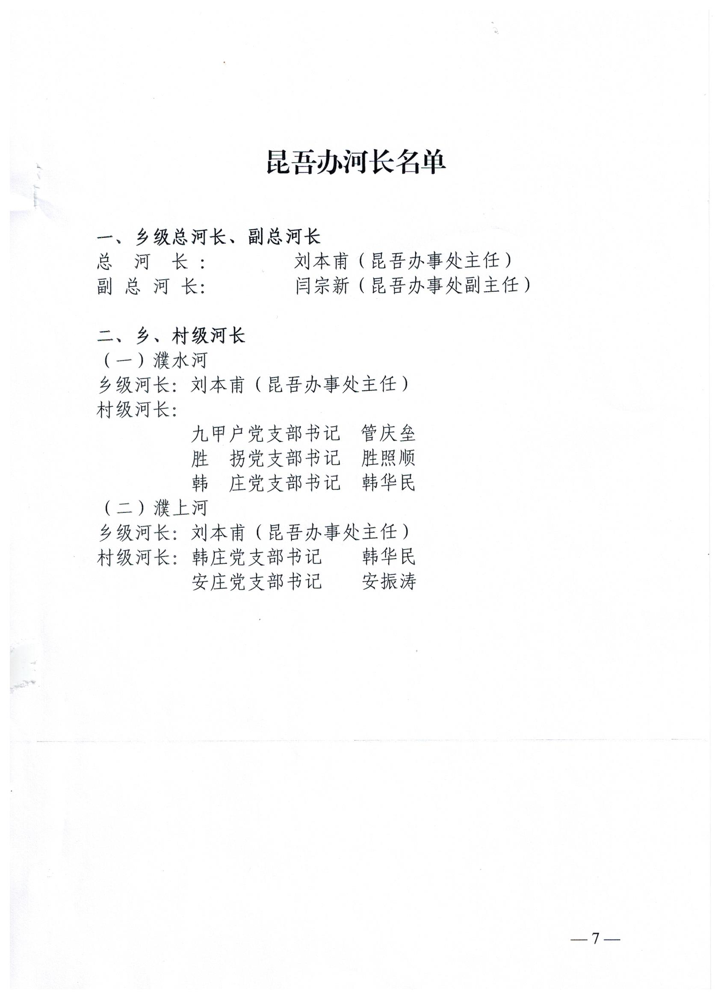 昆吾办河长名单
一、乡级总河长、副总河长
总 河 长 ： 刘本甫（昆吾办事处主任）
副 总 河 长： 闫宗新（昆吾办事处副主任）
二、乡、村级河长
（一）濮水河
乡级河长：刘本甫（昆吾办事处主任）
村级河长：
九甲户党支部书记 管庆垒
胜 拐党支部书记 胜照顺
韩 庄党支部书记 韩华民
（二）濮上河
乡级河长：刘本甫（昆吾办事处主任）
村级河长：韩庄党支部书记 韩华民
安庄党支部书记 安振涛
— 7 —